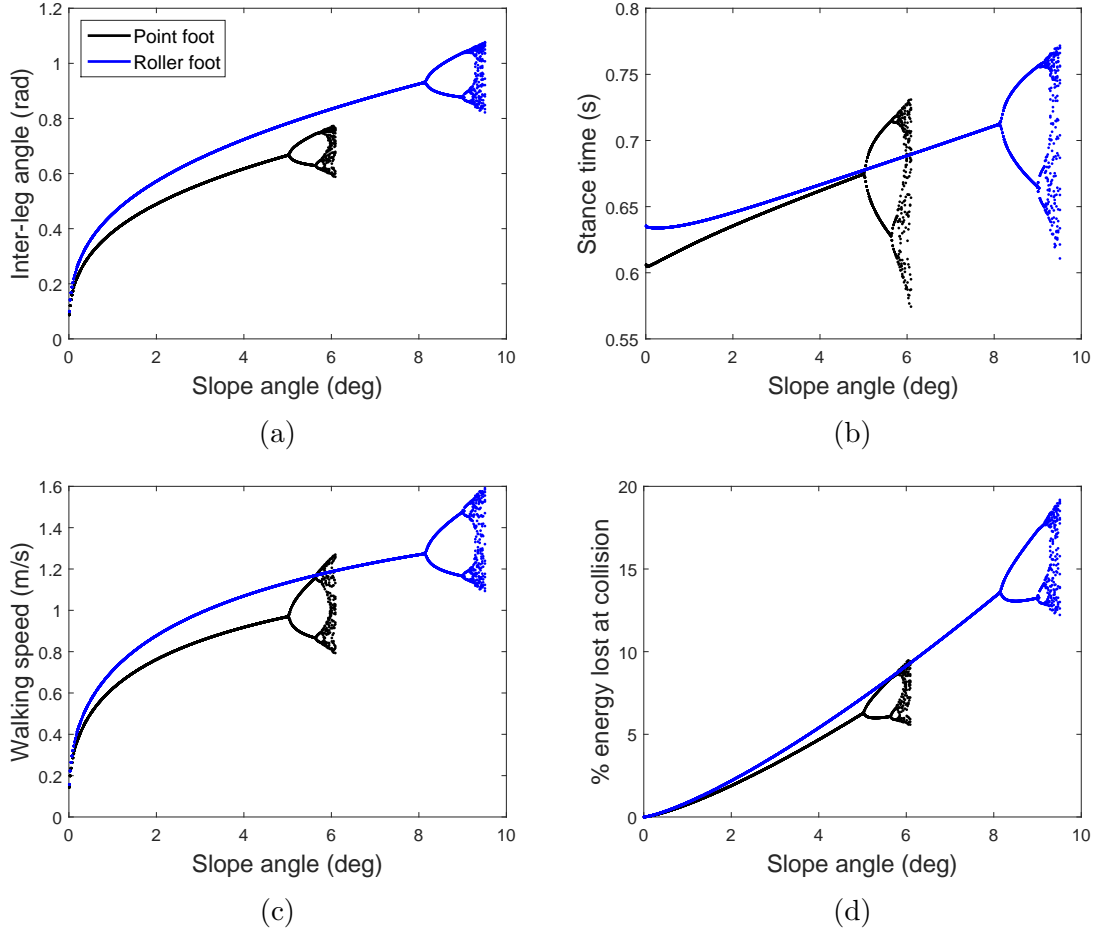 1.2
1
0.8
0.6
0.4
0.2
0
Inter-leg angle (rad)
Point foot
Roller foot
0 2 4 6 8 10
Slope angle (deg)
(a)
0.8
0.75
0.7
0.65
0.6
0.55
Stance time (s)
0 2 4 6 8 10
Slope angle (deg)
(b)
1.6
1.4
1.2
1
0.8
0.6
0.4
0.2
0
Walking speed (m/s)
0 2 4 6 8 10
Slope angle (deg)
(c)
20
15
10
5
0
% energy lost at collision
0 2 4 6 8 10
Slope angle (deg)
(d)